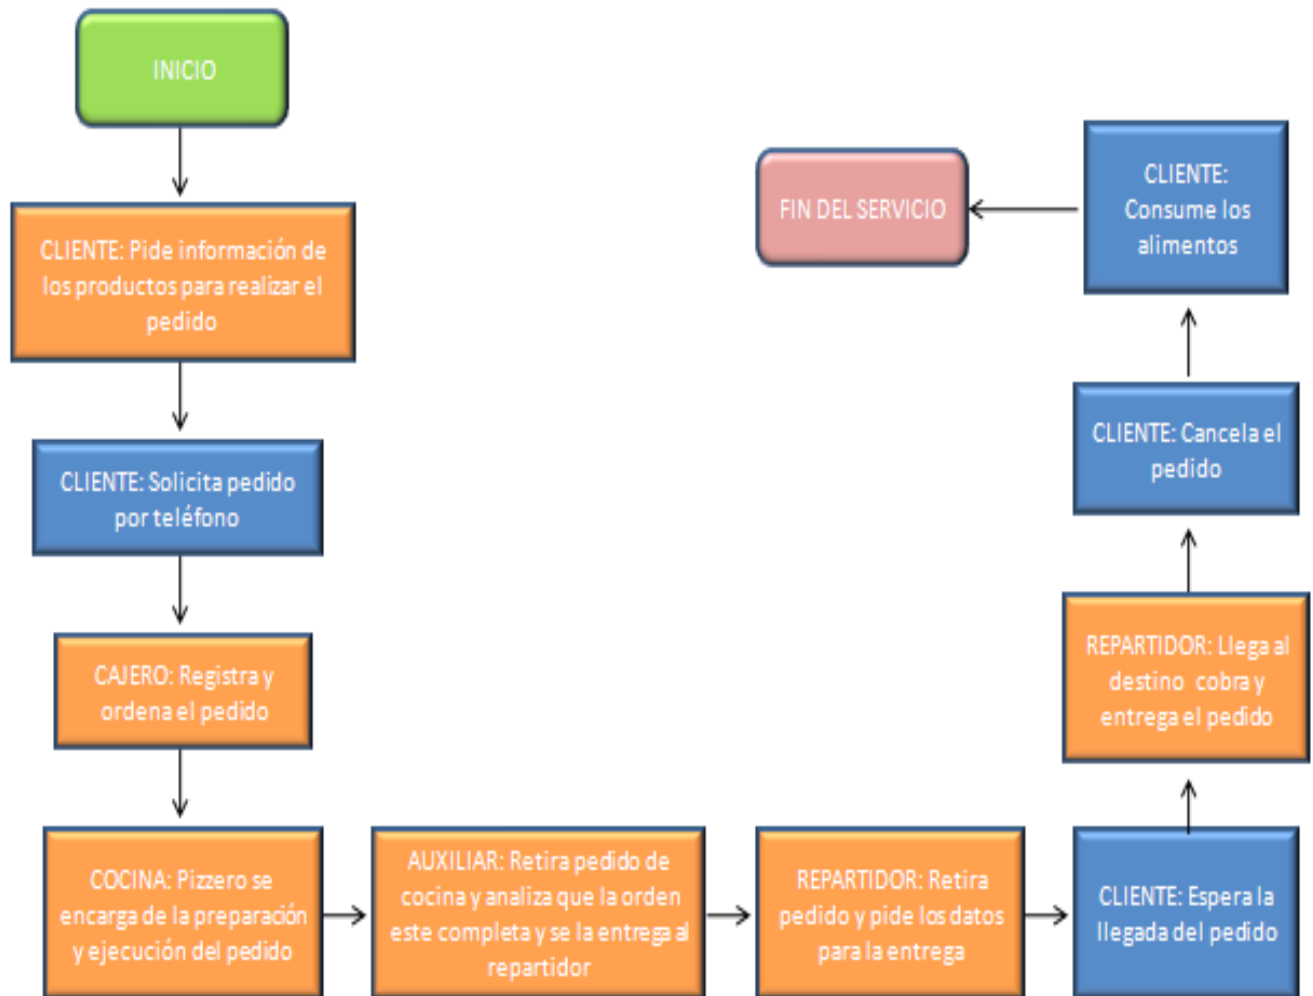 INICIO
CLIENTE: Pide información de
los productos para realizar el
pedido
CLIENTE: Solicita pedido
por teléfono
CAJERO: Registra y
ordena el pedido
COCINA: Pizzero se
encarga de la preparación
y ejecución del pedido
AUXILIAR: Retira pedido de
cocina y analiza que la orden
este completa y se la entrega al
repartidor
REPARTIDOR: Retira
pedido y pide los datos
para la entrega
CLIENTE: Espera la
llegada del pedido
REPARTIDOR: Llega al
destino cobra y
entrega el pedido
CLIENTE: Cancela el
pedido
CLIENTE:
Consume los
alimentos
FIN DEL SERVICIO